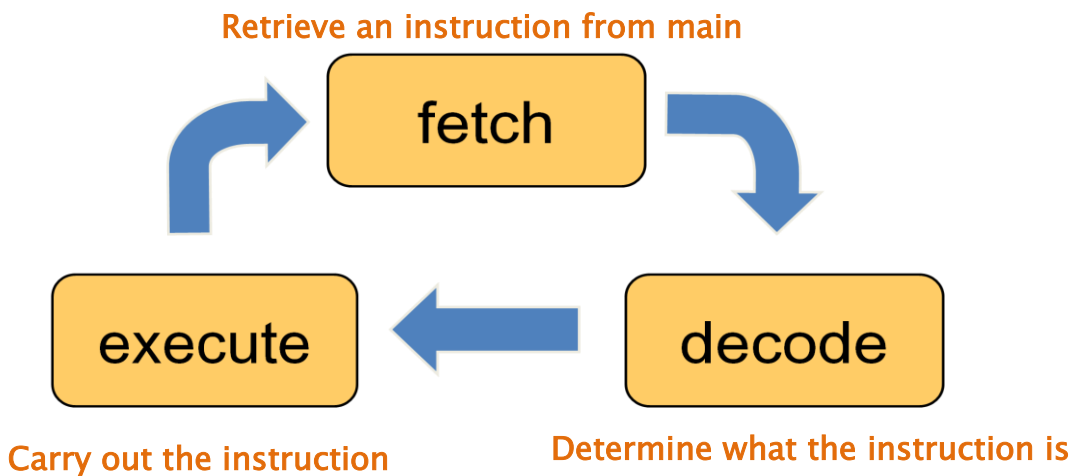 Retrieve an instruction from main
fetch
execute
decode
Carry out the instruction
Determine what the instruction is